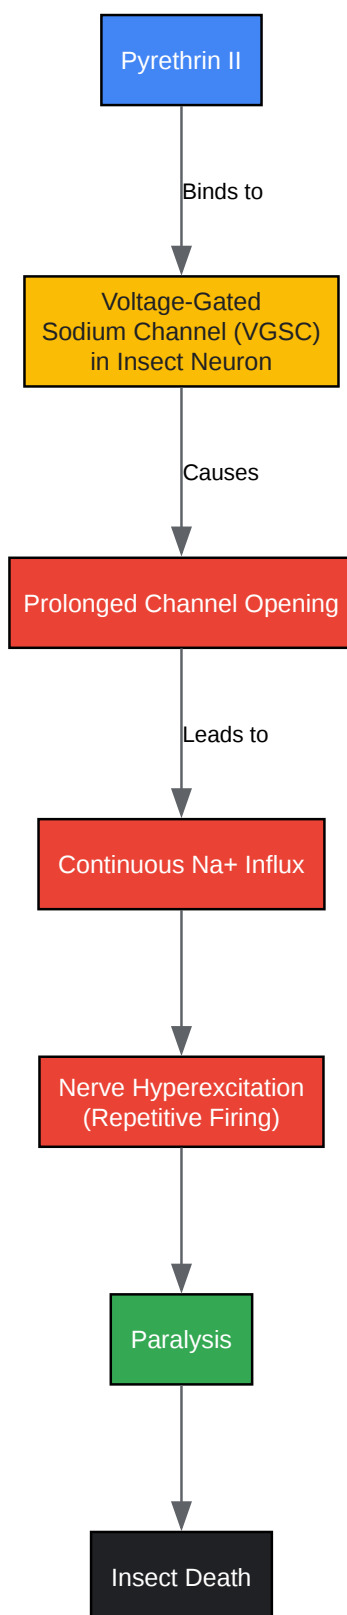 Pyrethrin II
Binds to
Voltage-Gated
Sodium Channel (VGSC)
in Insect Neuron
Causes
Prolonged Channel Opening
Leads to
Continuous Na+ Influx
Nerve Hyperexcitation
(Repetitive Firing)
Paralysis
Insect Death